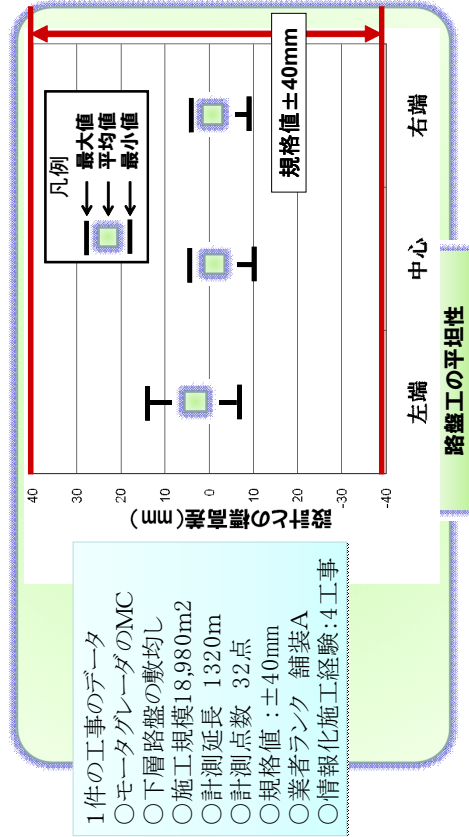 1件の工事のデータ
○モータグレーダのMC
○下層路盤の敷均し
○施工規模18,980m2
○計測延長 1320m
○計測点数 32点
○規格値:±40mm
○業者ランク 舗装A
○情報化施工経験:4工事
設計との標高差(mm)
40
30
20
10
0
-10
-20
-30
-40
凡例
最大値
平均値
最小値
規格値±40mm
左端
中心
右端
路盤工の平坦性